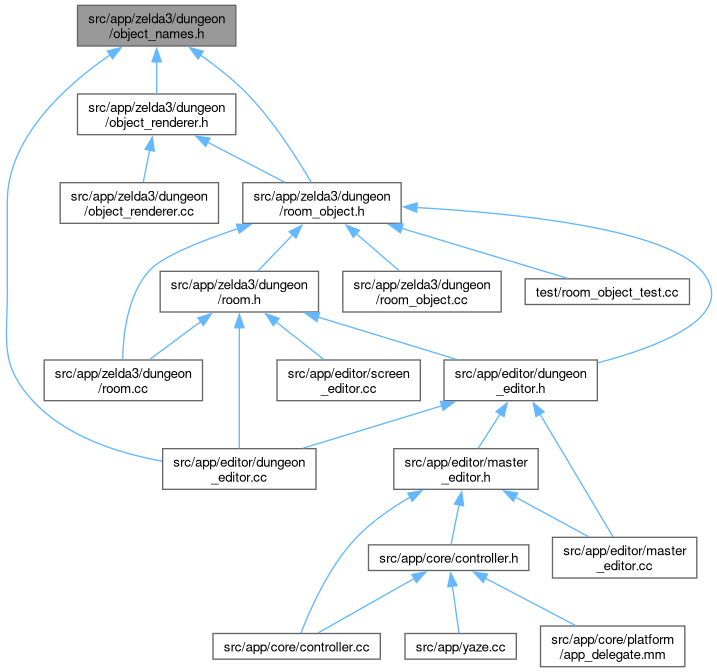 src/app/zelda3/dungeon
/object_names.h
src/app/zelda3/dungeon
/object_renderer.h
src/app/zelda3/dungeon
/object_renderer.cc
src/app/zelda3/dungeon
/room_object.h
src/app/zelda3/dungeon
/room.h
src/app/zelda3/dungeon
/room_object.cc
test/room_object_test.cc
src/app/zelda3/dungeon
/room.cc
src/app/editor/screen
_editor.cc
src/app/editor/dungeon
_editor.h
src/app/editor/dungeon
_editor.cc
src/app/editor/master
_editor.h
src/app/core/controller.h
src/app/editor/master
_editor.cc
src/app/core/controller.cc
src/app/yaze.cc
src/app/core/platform
/app_delegate.mm